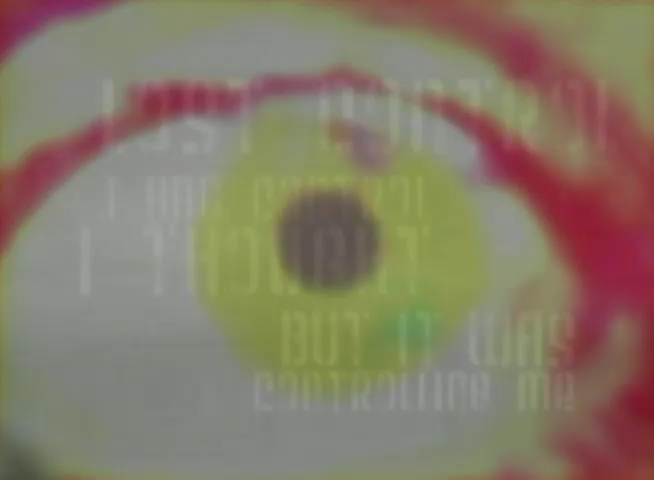 LOST CONTROL
I HAD CONTROL
I THOUGHT
BUT IT WAS
CONTROLLING ME